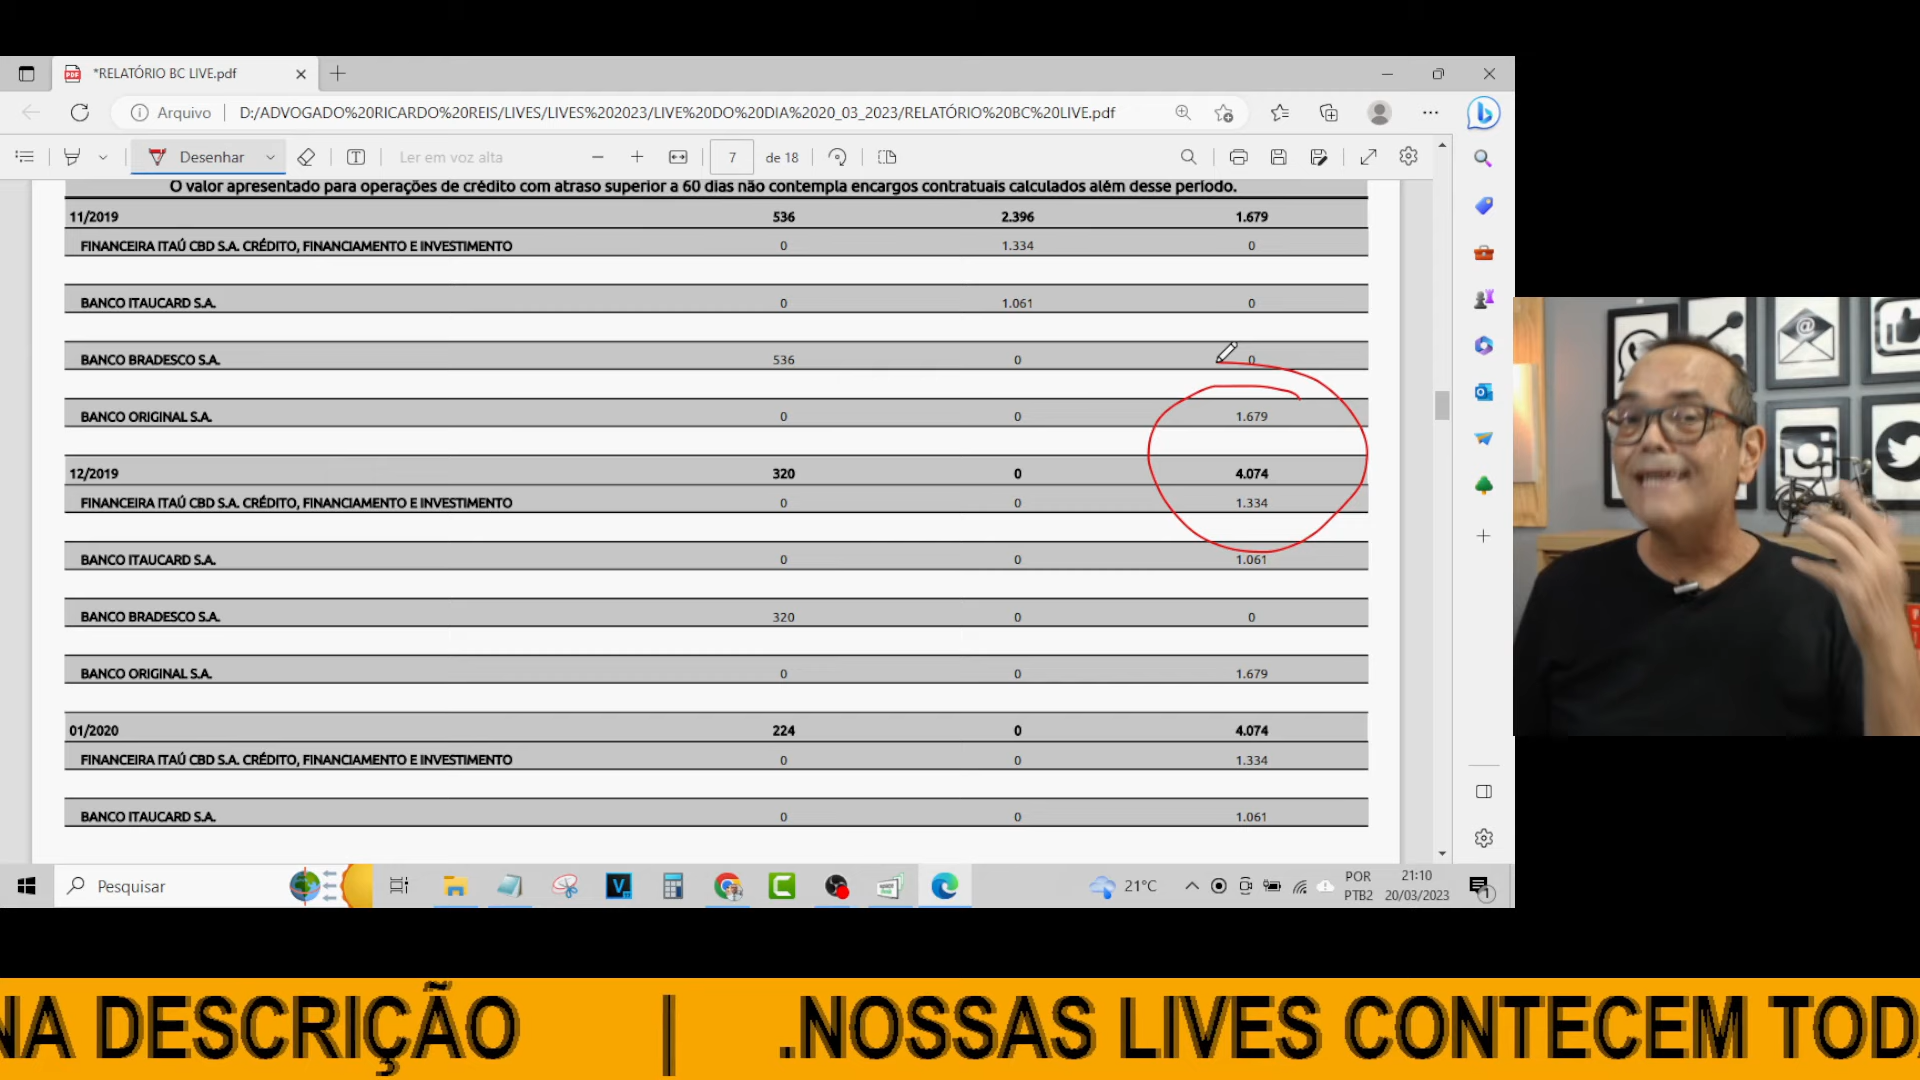 *RELATÓRIO BC LIVE.pdf
Arquivo D:/ADVOGADO%20RICARDO%20REIS/LIVES/LIVES%202023/LIVE%20DO%20DIA%2020_03_2023/RELATÓRIO%20BC%20LIVE.pdf
Desenhar Ler em voz alta 7 de 18
O valor apresentado para operações de crédito com atraso superior a 60 dias não contempla encargos contratuais calculados além desse período.
11/2019 536 2.396 1.679
FINANCEIRA ITAÚ CBD S.A. CRÉDITO, FINANCIAMENTO E INVESTIMENTO 0 1.334 0
BANCO ITAUCARD S.A. 0 1.061 0
BANCO BRADESCO S.A. 536 0 0
BANCO ORIGINAL S.A. 0 0 1.679
12/2019 320 0 4.074
FINANCEIRA ITAÚ CBD S.A. CRÉDITO, FINANCIAMENTO E INVESTIMENTO 0 0 1.334
BANCO ITAUCARD S.A. 0 0 1.061
BANCO BRADESCO S.A. 320 0 0
BANCO ORIGINAL S.A. 0 0 1.679
01/2020 224 0 4.074
FINANCEIRA ITAÚ CBD S.A. CRÉDITO, FINANCIAMENTO E INVESTIMENTO 0 0 1.334
BANCO ITAUCARD S.A. 0 0 1.061
Pesquisar 21°C POR 21:10
PTB2 20/03/2023 1
NA DESCRIÇÃO | .NOSSAS LIVES CONTECEM TOD